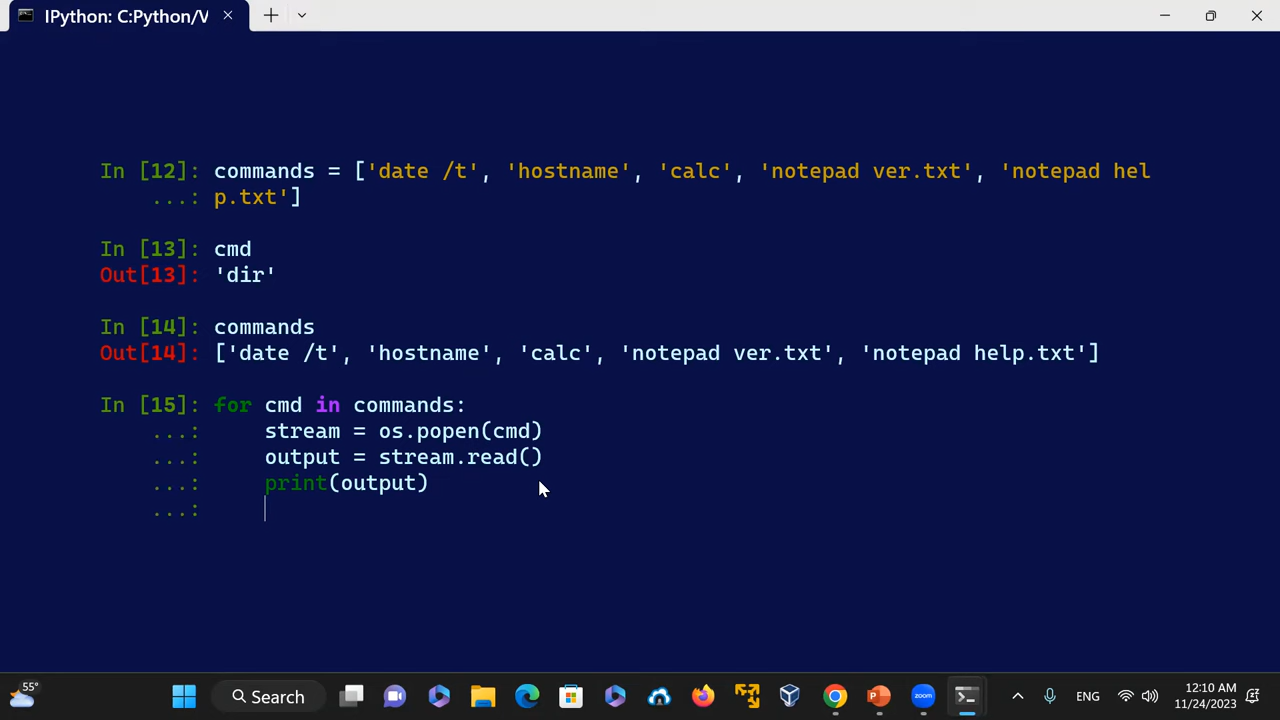 IPython: C:Python/V
In [12]: commands = ['date /t', 'hostname', 'calc', 'notepad ver.txt', 'notepad hel
...: p.txt']
In [13]: cmd
Out[13]: 'dir'
In [14]: commands
Out[14]: ['date /t', 'hostname', 'calc', 'notepad ver.txt', 'notepad help.txt']
In [15]: for cmd in commands:
...:     stream = os.popen(cmd)
...:     output = stream.read()
...:     print(output)
...:
55°
Search
zoom
ENG
12:10 AM
11/24/2023